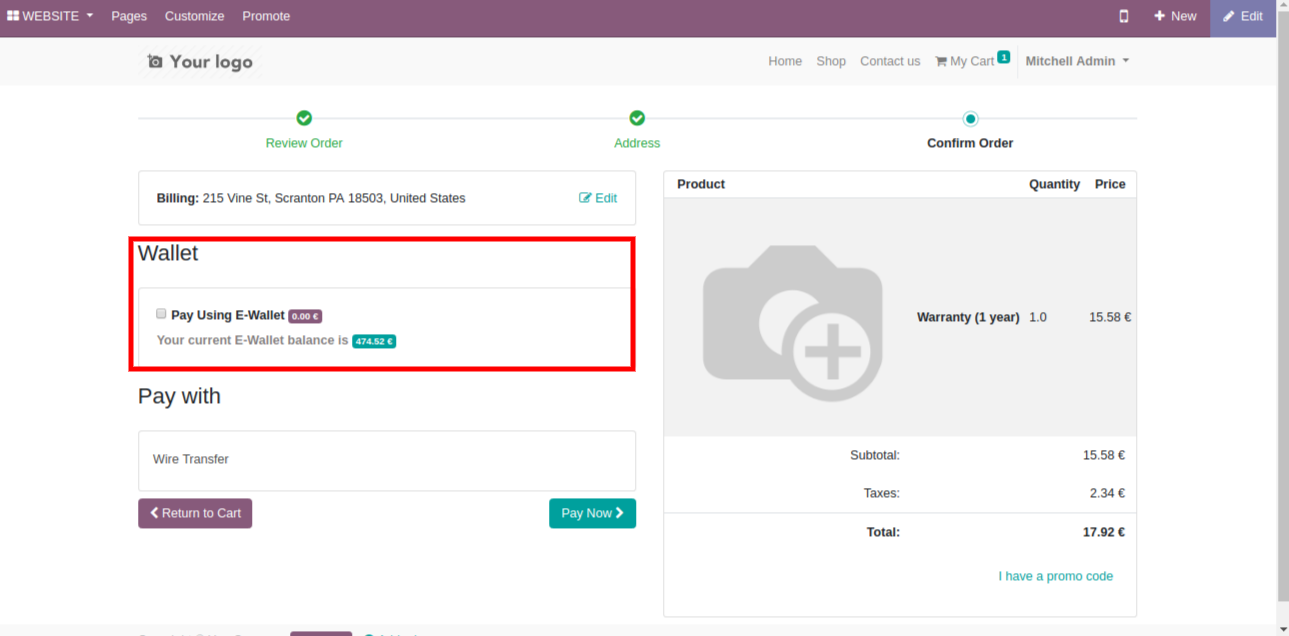 WEBSITE Pages Customize Promote New Edit
Your logo Home Shop Contact us My Cart 1 Mitchell Admin
Review Order Address Confirm Order
Billing: 215 Vine St, Scranton PA 18503, United States Edit
Wallet
Pay Using E-Wallet 0.00 €
Your current E-Wallet balance is 474.52 €
Pay with
Wire Transfer
Return to Cart Pay Now
Product Quantity Price
Warranty (1 year) 1.0 15.58 €
Subtotal: 15.58 €
Taxes: 2.34 €
Total: 17.92 €
I have a promo code